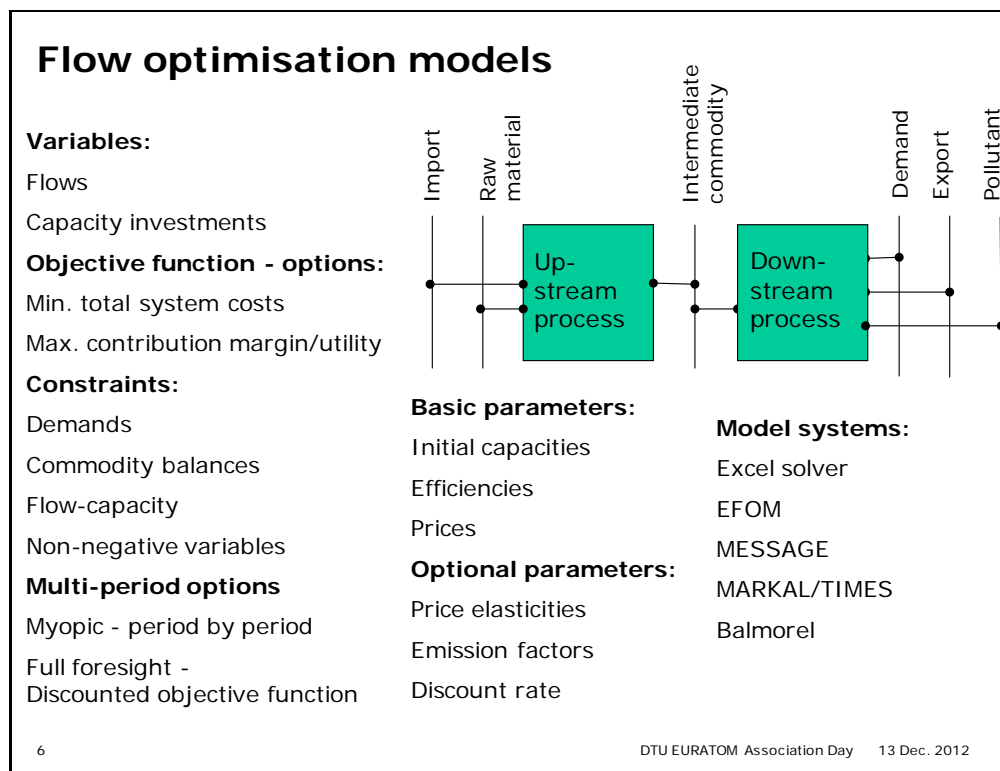 Flow optimisation models
Variables:
Flows
Capacity investments
Objective function - options:
Min. total system costs
Max. contribution margin/utility
Constraints:
Demands
Commodity balances
Flow-capacity
Non-negative variables
Multi-period options
Myopic - period by period
Full foresight -
Discounted objective function
Import
Raw
material
Intermediate
commodity
Demand
Export
Pollutant
Up-
stream
process
Down-
stream
process
Basic parameters:
Initial capacities
Efficiencies
Prices
Optional parameters:
Price elasticities
Emission factors
Discount rate
Model systems:
Excel solver
EFOM
MESSAGE
MARKAL/TIMES
Balmorel
6
DTU EURATOM Association Day 13 Dec. 2012